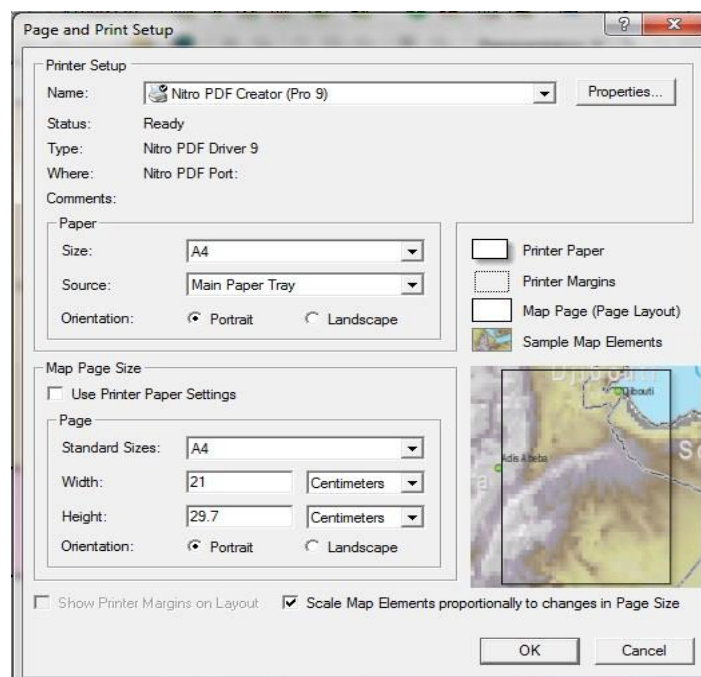 Page and Print Setup
Printer Setup
Name: Nitro PDF Creator (Pro 9) Properties...
Status: Ready
Type: Nitro PDF Driver 9
Where: Nitro PDF Port:
Comments:
Paper
Size: A4
Source: Main Paper Tray
Orientation: Portrait Landscape
Printer Paper
Printer Margins
Map Page (Page Layout)
Sample Map Elements
Map Page Size
Use Printer Paper Settings
Page
Standard Sizes: A4
Width: 21 Centimeters
Height: 29.7 Centimeters
Orientation: Portrait Landscape
Djibouti
Djibouti
Adis Abeba
So
a
Show Printer Margins on Layout Scale Map Elements proportionally to changes in Page Size
OK Cancel